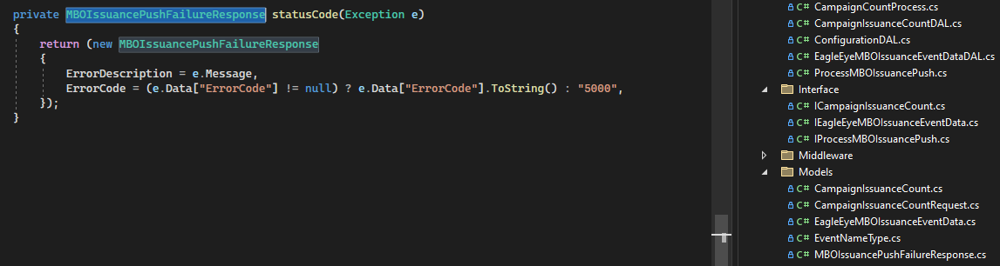 private MBOIssuancePushFailureResponse statusCode(Exception e)
{
return (new MBOIssuancePushFailureResponse
{
ErrorDescription = e.Message,
ErrorCode = (e.Data["ErrorCode"] != null) ? e.Data["ErrorCode"].ToString() : "5000",
});
}
C# CampaignCountProcess.cs
C# CampaignIssuanceCountDAL.cs
C# ConfigurationDAL.cs
C# EagleEyeMBOIssuanceEventDataDAL.cs
C# ProcessMBOIssuancePush.cs
Interface
C# ICampaignIssuanceCount.cs
C# IEagleEyeMBOIssuanceEventData.cs
C# IProcessMBOIssuancePush.cs
Middleware
Models
C# CampaignIssuanceCount.cs
C# CampaignIssuanceCountRequest.cs
C# EagleEyeMBOIssuanceEventData.cs
C# EventNameType.cs
C# MBOIssuancePushFailureResponse.cs